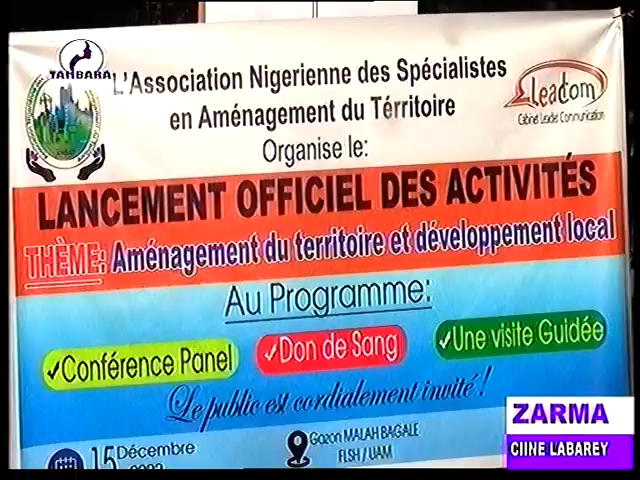 TAMBARA
L'Association Nigerienne des Spécialistes
en Aménagement du Térritoire
Organise le:
Leadcom
Cabinet Leader Communication
LANCEMENT OFFICIEL DES ACTIVITÉS
THÈME: Aménagement du territoire et développement local
Au Programme:
✓Conférence Panel
✓Don de Sang
✓Une visite Guidée
Le public est cordialement invité!
15 Décembre
Gazon MALAH BAGALE
FLSH / UAM
ZARMA
CIINE LABAREY